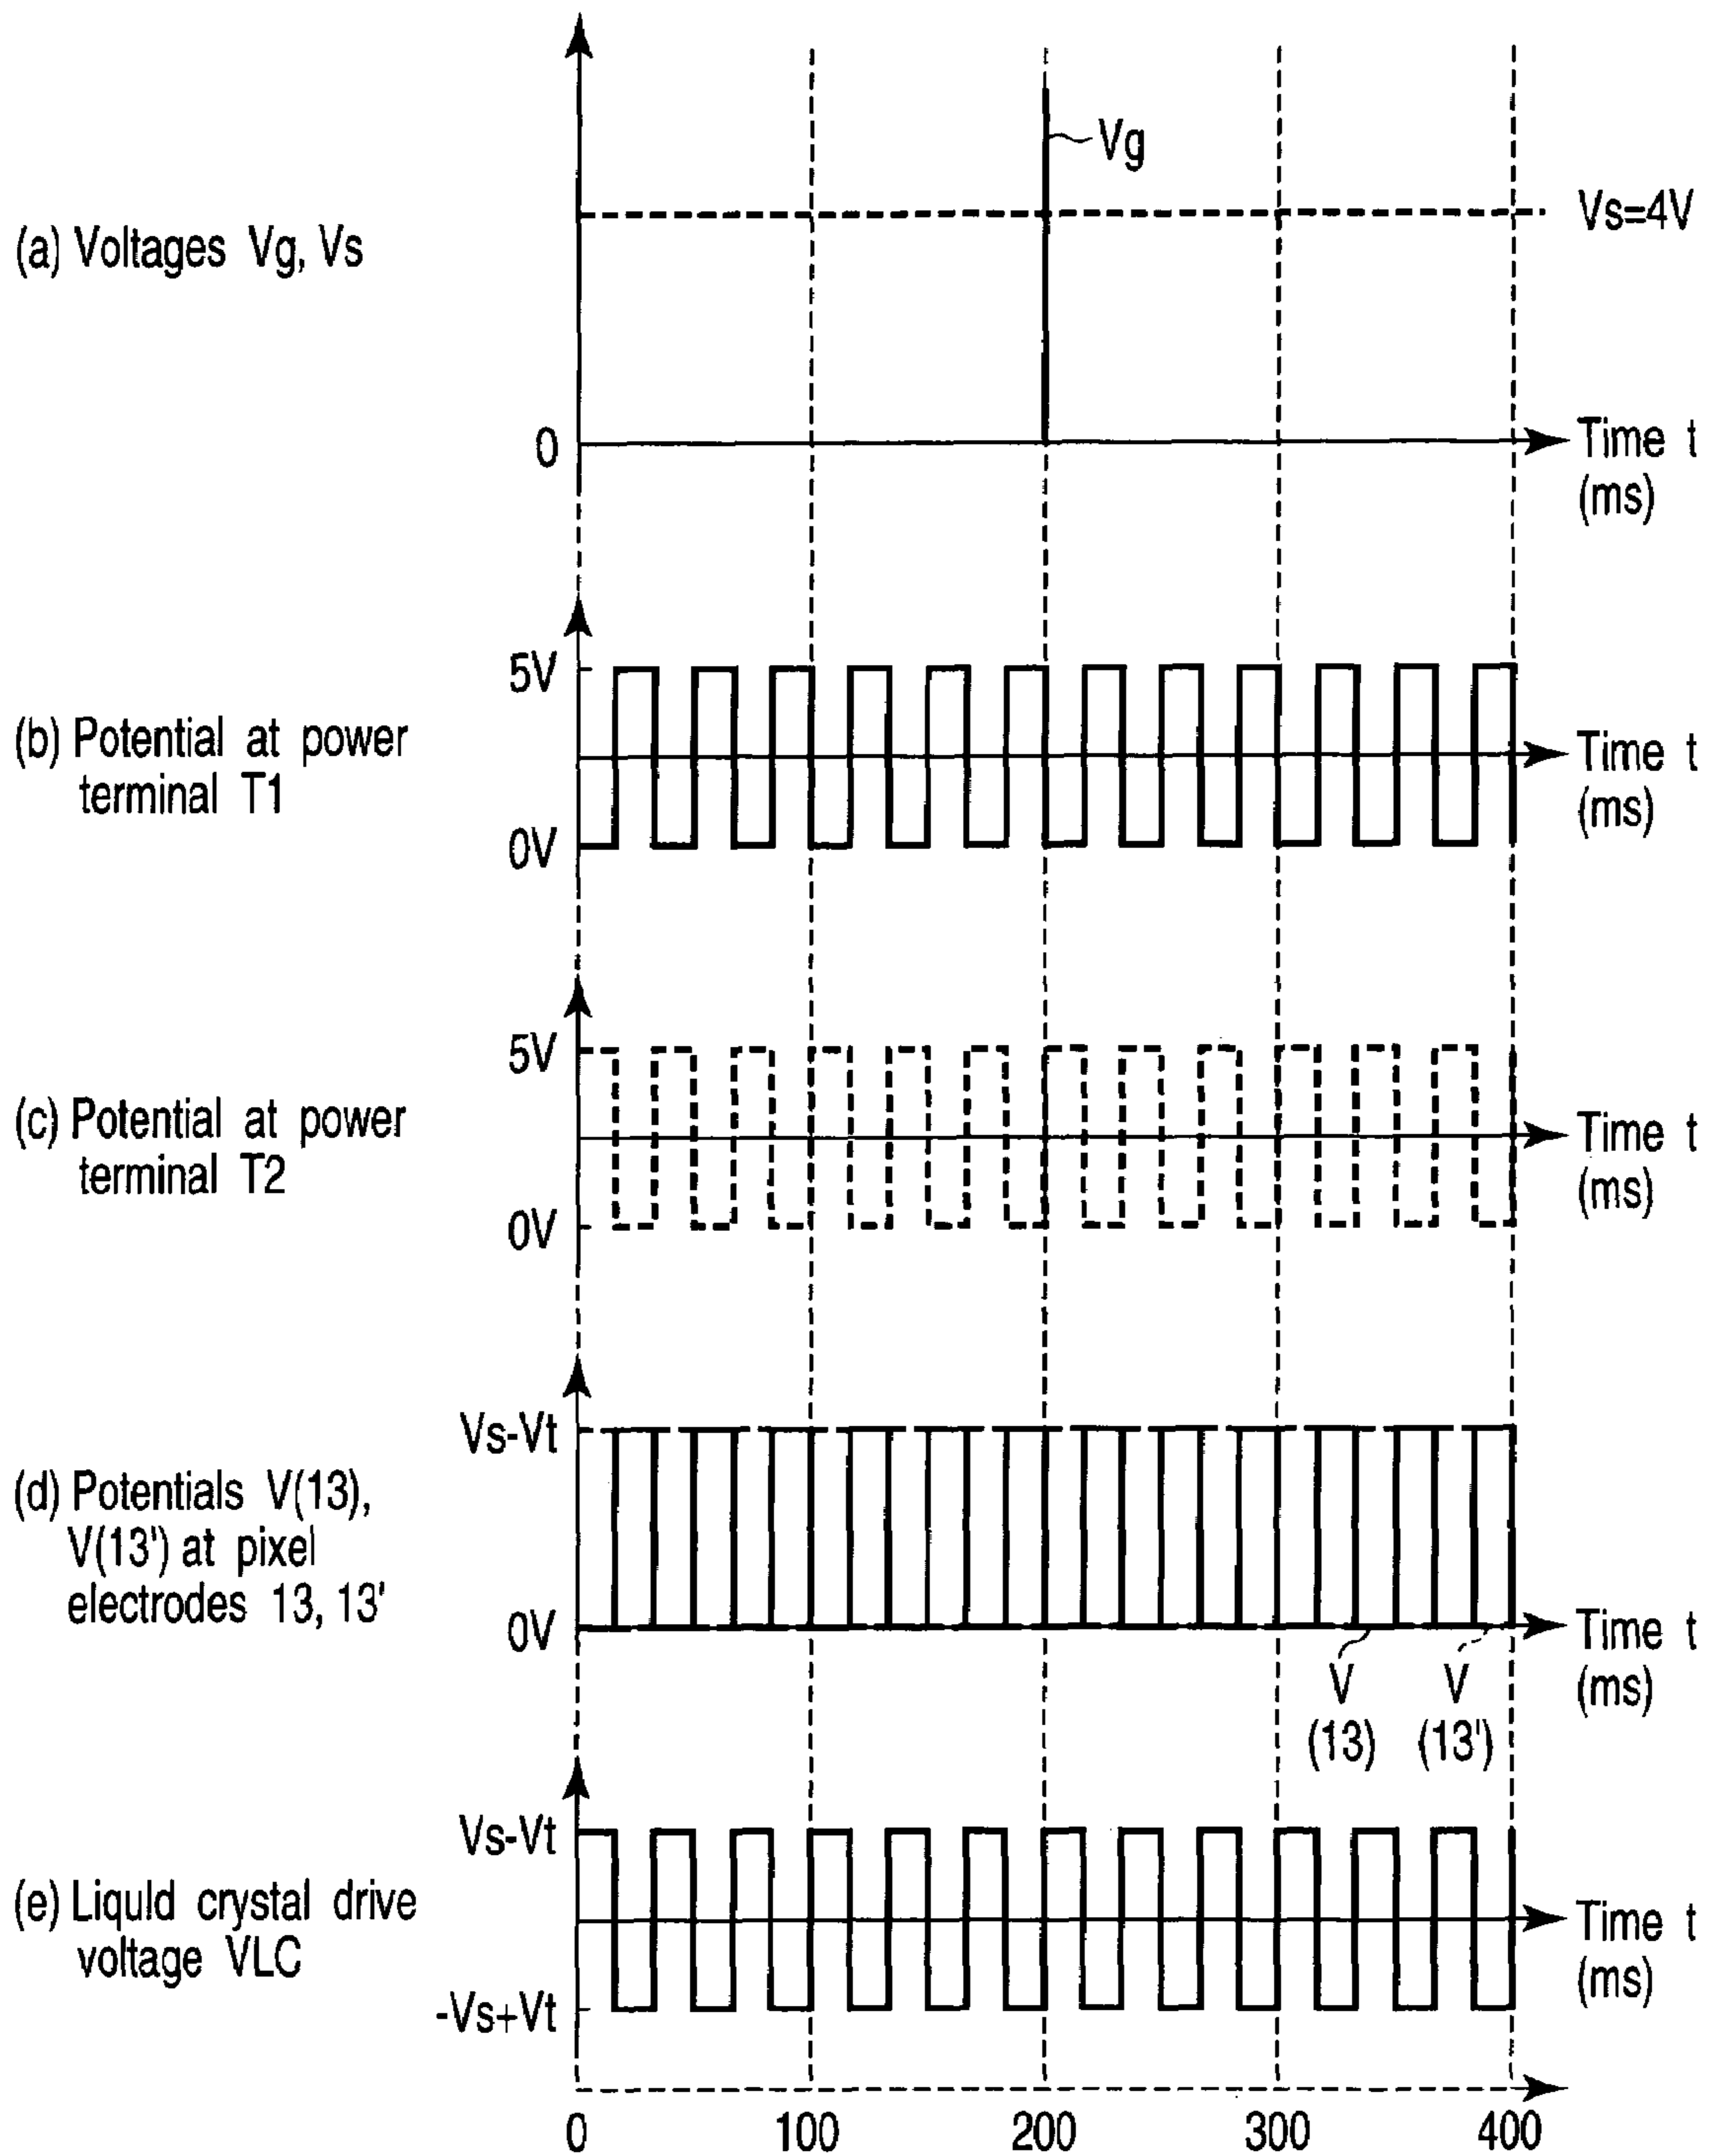 Vg
Vs=4V
(a) Voltages Vg, Vs
0
Time t
(ms)
5V
(b) Potential at power
terminal T1
Time t
(ms)
0V
5V
(c) Potential at power
terminal T2
Time t
(ms)
0V
Vs-Vt
(d) Potentials V(13),
V(13') at pixel
electrodes 13, 13'
0V
Time t
(ms)
V
(13)
V
(13')
Vs-Vt
(e) Liquid crystal drive
voltage VLC
Time t
(ms)
-Vs+Vt
0 100 200 300 400